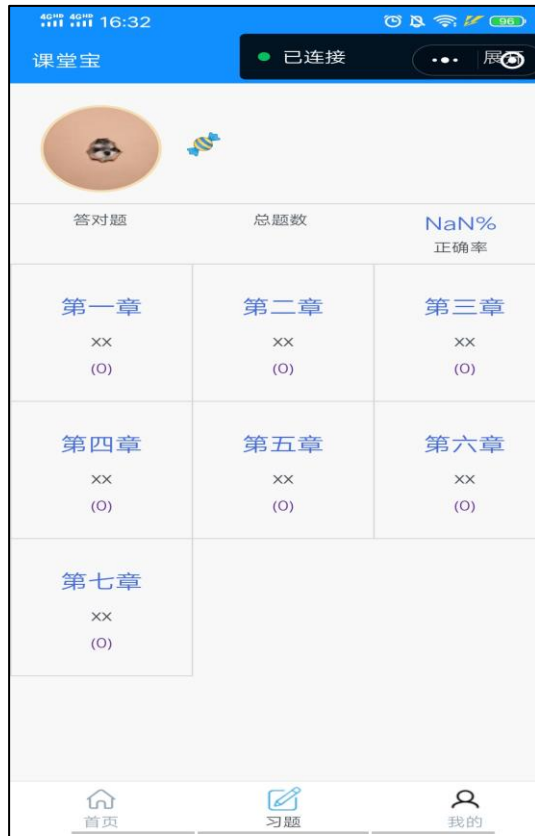 4GHD 4GHD 16:32 96
课堂宝 已连接 ••• 展
答对题 总题数 NaN%
正确率
第一章 第二章 第三章
xx xx xx
(0) (0) (0)
第四章 第五章 第六章
xx xx xx
(0) (0) (0)
第七章
xx
(0)
首页 习题 我的